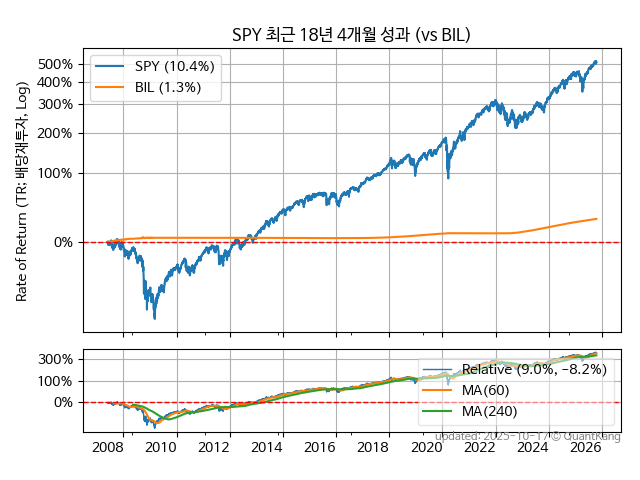 SPY 최근 18년 4개월 성과 (vs BIL)
Rate of Return (TR: 배당재투자, Log)
500%
400%
300%
200%
100%
0%
SPY (10.4%)
BIL (1.3%)
300%
100%
0%
Relative (9.0%, −8.2%)
MA(60)
MA(240)
2008 2010 2012 2014 2016 2018 2020 2022 2024 2026
updated: 2025-10-17 © QuantKang